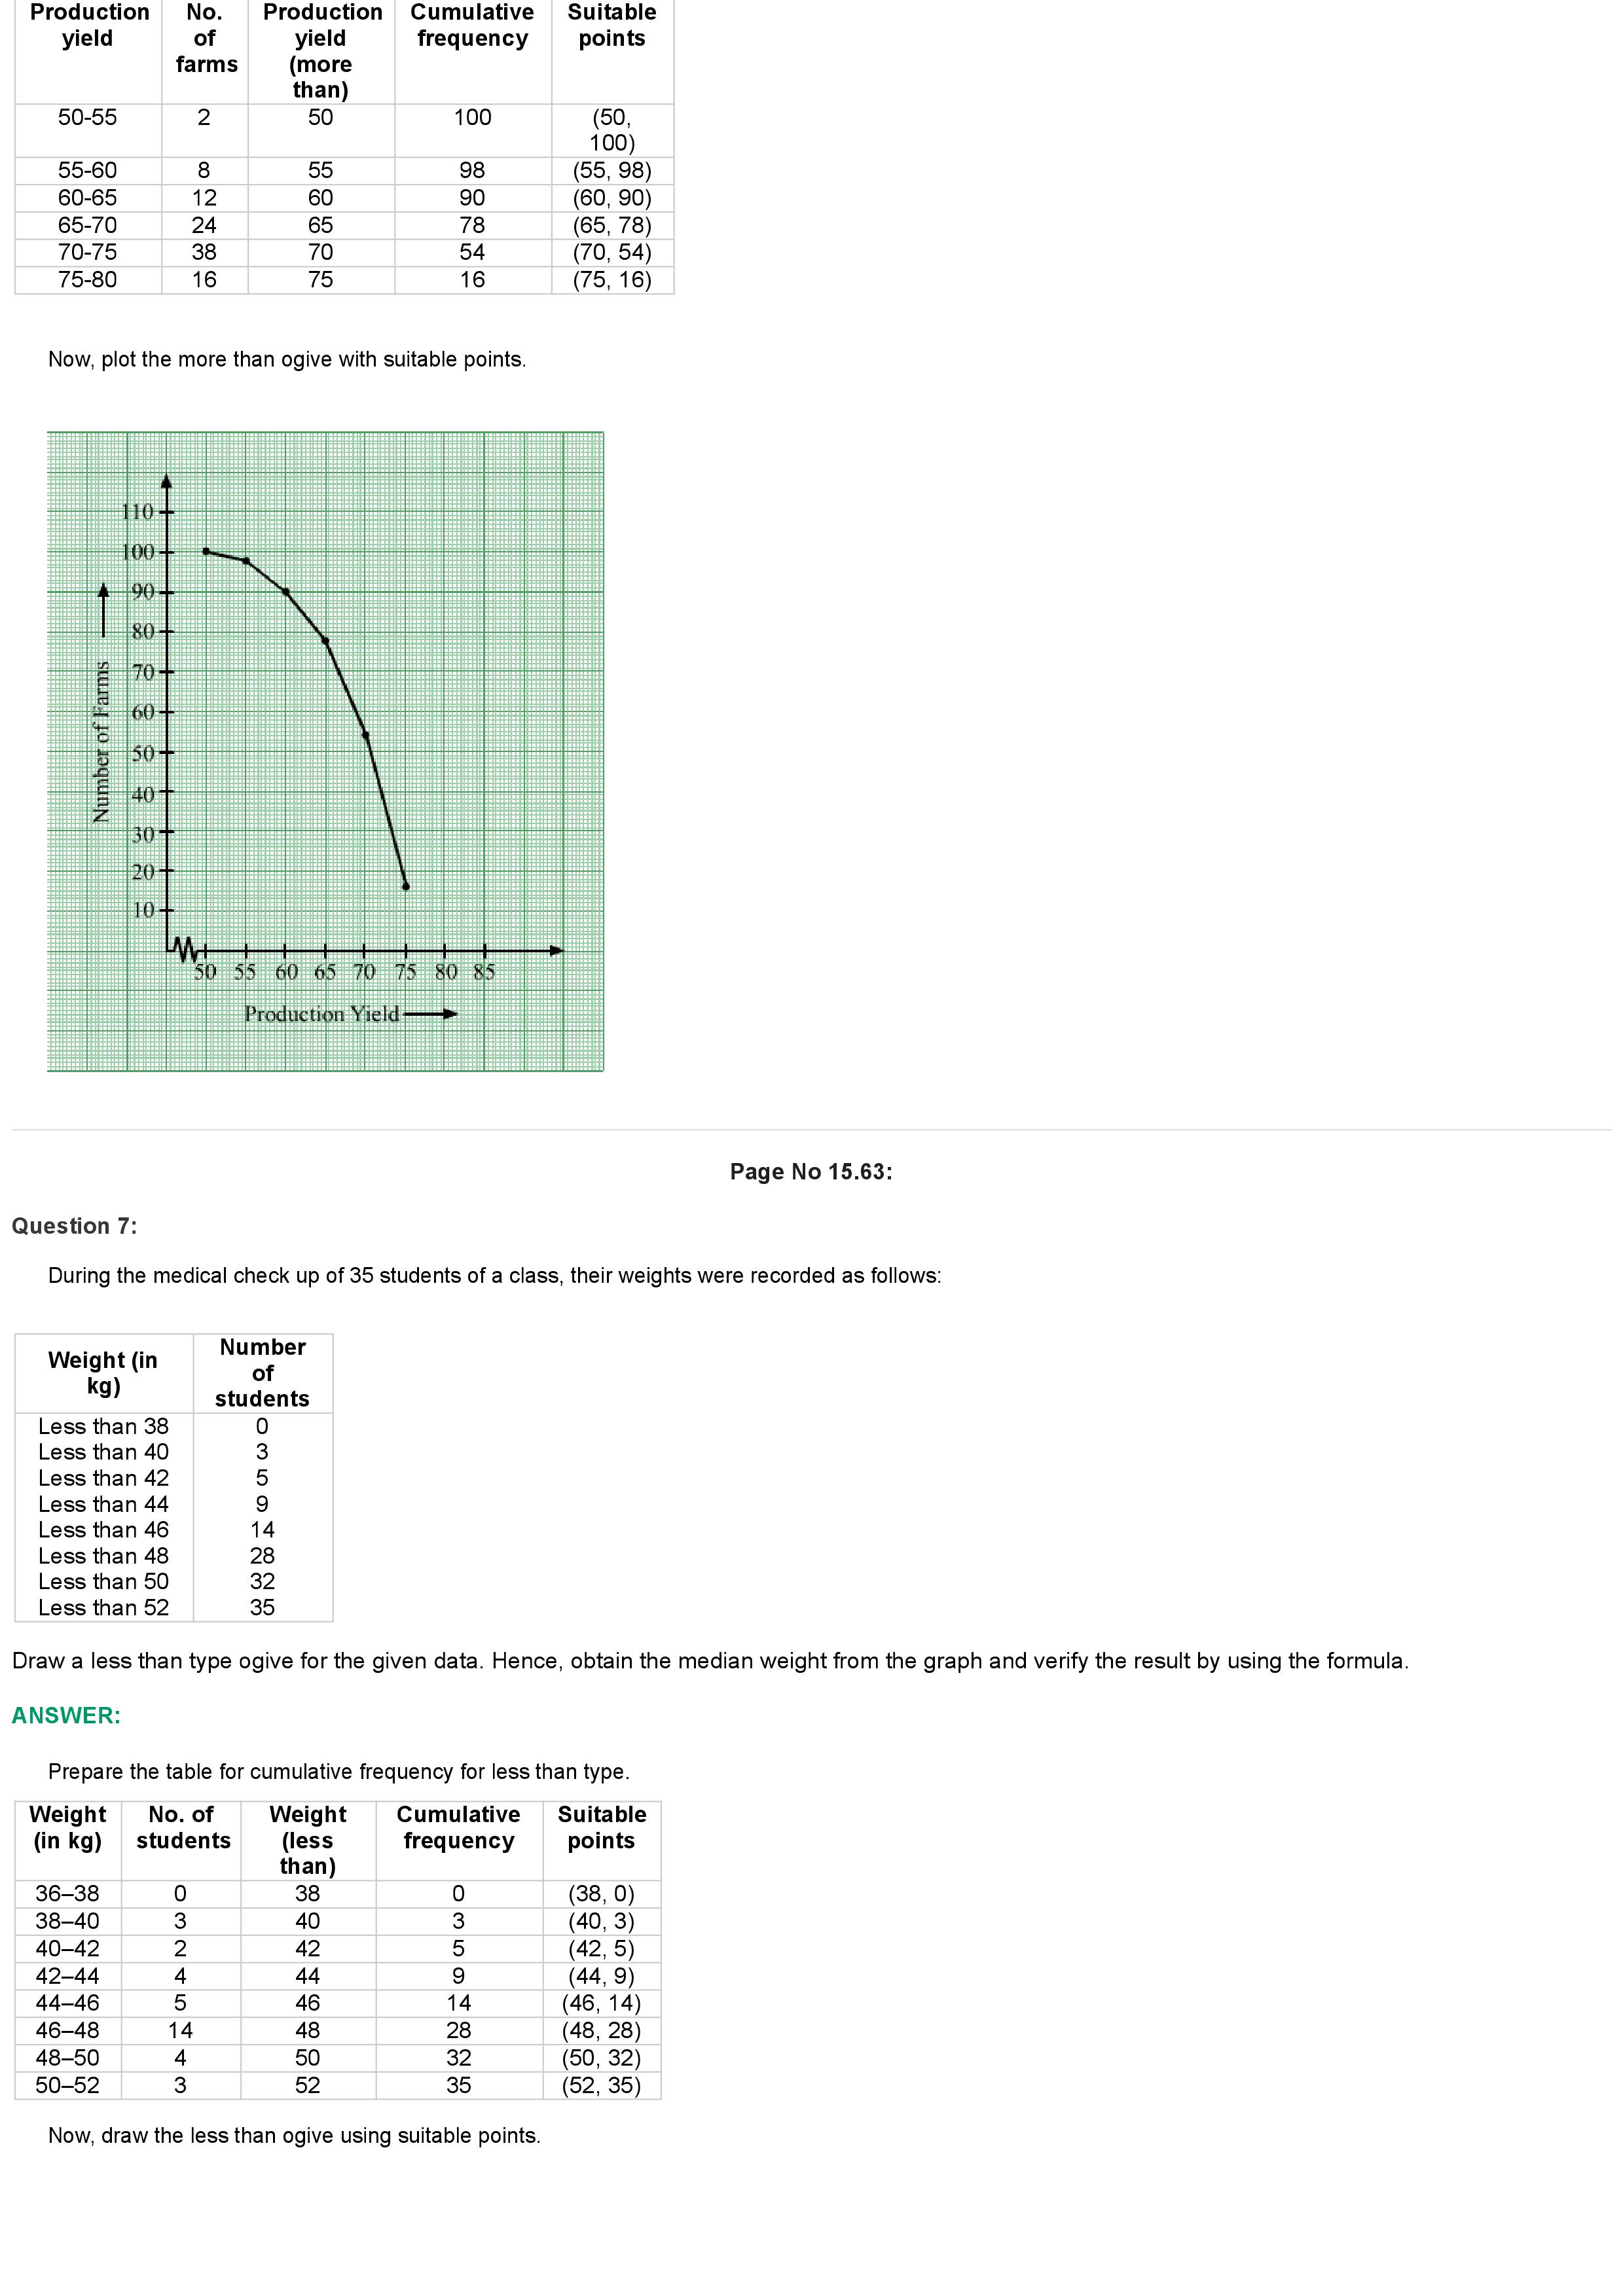 Production yield No. of farms Production yield (more than) Cumulative frequency Suitable points
50-55 2 50 100 (50, 100)
55-60 8 55 98 (55, 98)
60-65 12 60 90 (60, 90)
65-70 24 65 78 (65, 78)
70-75 38 70 54 (70, 54)
75-80 16 75 16 (75, 16)
Now, plot the more than ogive with suitable points.
110
100
90
80
70
60
50
40
30
20
10
Number of Farms
50 55 60 65 70 75 80 85
Production Yield
Page No 15.63:
Question 7:
During the medical check up of 35 students of a class, their weights were recorded as follows:
Weight (in kg) Number of students
Less than 38 0
Less than 40 3
Less than 42 5
Less than 44 9
Less than 46 14
Less than 48 28
Less than 50 32
Less than 52 35
Draw a less than type ogive for the given data. Hence, obtain the median weight from the graph and verify the result by using the formula.
ANSWER:
Prepare the table for cumulative frequency for less than type.
Weight (in kg) No. of students Weight (less than) Cumulative frequency Suitable points
36–38 0 38 0 (38, 0)
38–40 3 40 3 (40, 3)
40–42 2 42 5 (42, 5)
42–44 4 44 9 (44, 9)
44–46 5 46 14 (46, 14)
46–48 14 48 28 (48, 28)
48–50 4 50 32 (50, 32)
50–52 3 52 35 (52, 35)
Now, draw the less than ogive using suitable points.